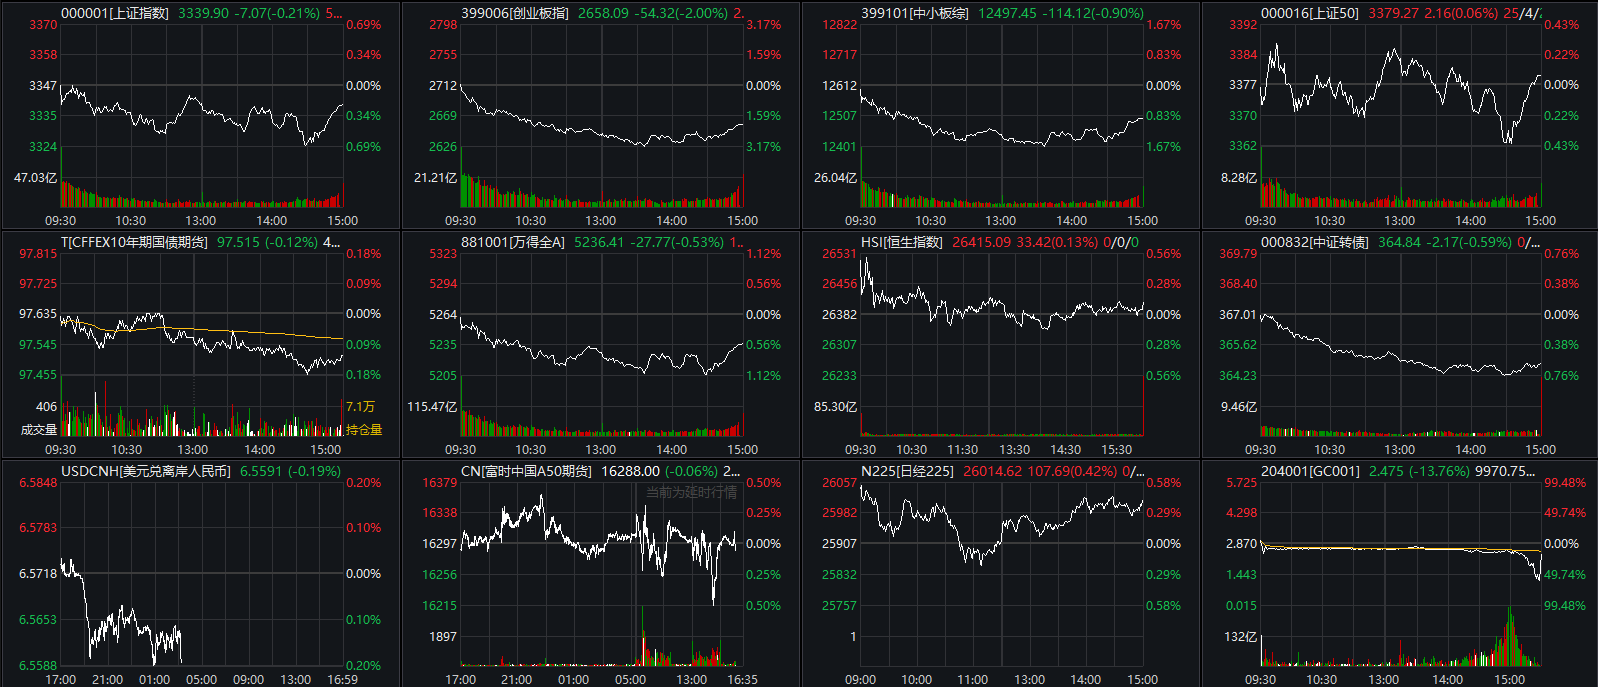 000001[上证指数] 3339.90 -7.07(-0.21%) 5...
3370 0.69%
3358 0.34%
3347 0.00%
3335 0.34%
3324 0.69%
47.03亿
09:30 10:30 13:00 14:00 15:00
399006[创业板指] 2658.09 -54.32(-2.00%) 2.
2798 3.17%
2755 1.59%
2712 0.00%
2669 1.59%
2626 3.17%
21.21亿
09:30 10:30 13:00 14:00 15:00
399101[中小板综] 12497.45 -114.12(-0.90%)
12822 1.67%
12717 0.83%
12612 0.00%
12507 0.83%
12401 1.67%
26.04亿
09:30 10:30 13:00 14:00 15:00
000016[上证50] 3379.27 2.16(0.06%) 25/4/
3392 0.43%
3384 0.22%
3377 0.00%
3370 0.22%
3362 0.43%
8.28亿
09:30 10:30 13:00 14:00 15:00
T[CFFEX10年期国债期货] 97.515 (-0.12%) 4...
97.815 0.18%
97.725 0.09%
97.635 0.00%
97.545 0.09%
97.455 0.18%
406 7.1万
成交量 持仓量
09:30 10:30 13:00 14:00 15:00
881001[万得全A] 5236.41 -27.77(-0.53%) 1..
5323 1.12%
5294 0.56%
5264 0.00%
5235 0.56%
5205 1.12%
115.47亿
09:30 10:30 13:00 14:00 15:00
HSI[恒生指数] 26415.09 33.42(0.13%) 0/0/0
26531 0.56%
26456 0.28%
26382 0.00%
26307 0.28%
26233 0.56%
85.30亿
09:30 10:30 11:30 13:30 14:30 15:30
000832[中证转债] 364.84 -2.17(-0.59%) 0/...
369.79 0.76%
368.40 0.38%
367.01 0.00%
365.62 0.38%
364.23 0.76%
9.46亿
09:30 10:30 13:00 14:00 15:00
USDCNH[美元兑离岸人民币] 6.5591 (-0.19%)
6.5848 0.20%
6.5783 0.10%
6.5718 0.00%
6.5653 0.10%
6.5588 0.20%
17:00 21:00 01:00 05:00 09:00 13:00 16:59
CN[富时中国A50期货] 16288.00 (-0.06%) 2...
当前为延时行情
16379 0.50%
16338 0.25%
16297 0.00%
16256 0.25%
16215 0.50%
1897
17:00 21:00 01:00 05:00 13:00 16:35
N225[日经225] 26014.62 107.69(0.42%) 0/...
26057 0.58%
25982 0.29%
25907 0.00%
25832 0.29%
25757 0.58%
1
09:00 10:00 11:00 13:00 14:00 15:00
204001[GC001] 2.475 (-13.76%) 9970.75...
5.725 99.48%
4.298 49.74%
2.870 0.00%
1.443 49.74%
0.015 99.48%
132亿
09:30 10:30 13:00 14:00 15:00